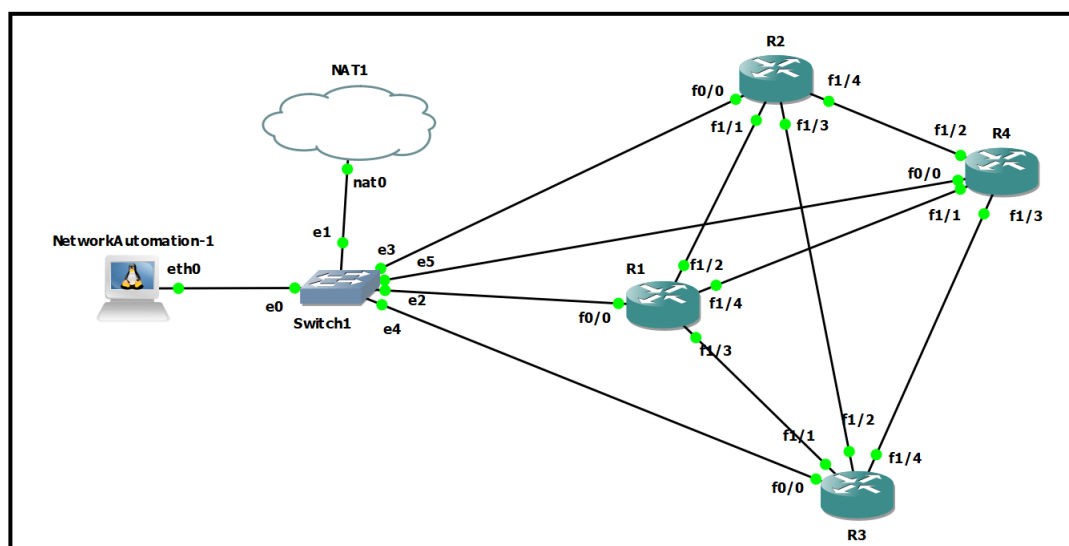 R2
NAT1
f0/0
f1/4
f1/1
f1/3
f1/2
R4
f0/0
nat0
f1/1
f1/3
NetworkAutomation-1
e1
eth0
e3
e5
R1
f1/2
e2
f1/4
e0
Switch1
e4
f0/0
f1/3
f1/2
f1/1
f1/4
f0/0
R3